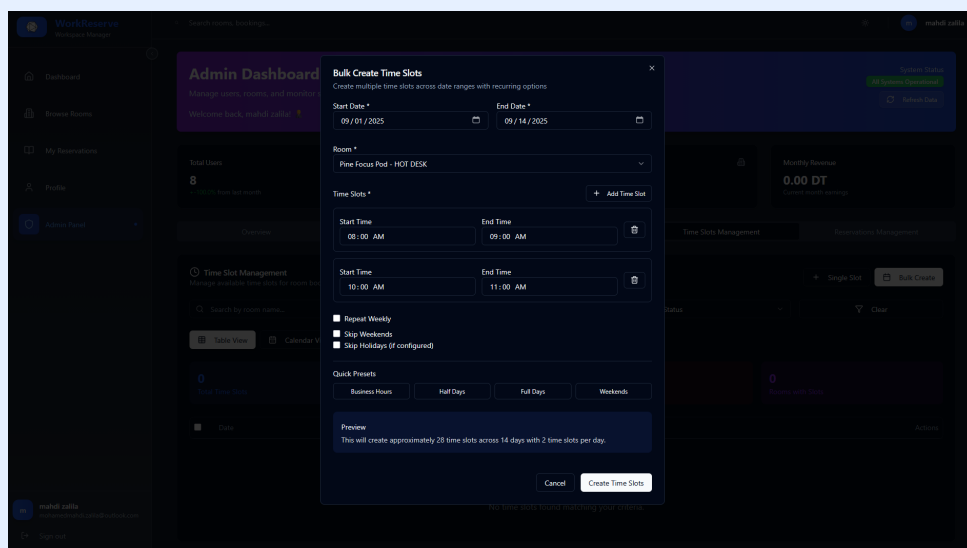 WorkReserve
Workspace Manager
Search rooms, bookings...
mahdi zalila
Dashboard
Browse Rooms
My Reservations
Profile
Admin Panel
Admin Dashboard
Manage users, rooms, and monitor
Welcome back, mahdi zalila!
System Status
All Systems Operational
Refresh Data
Total Users
8
from last month
Monthly Revenue
0.00 DT
Current month earnings
Overview
Time Slots Management
Reservations Management
Time Slot Management
Manage available time slots for room
Single Slot
Bulk Create
Search by room name...
Status
Clear
Table View
Calendar V
0
0
Date
Actions
No time slots found matching your criteria.
mahdi zalila
Sign out
Bulk Create Time Slots
Create multiple time slots across date ranges with recurring options
Start Date *
End Date *
09/01/2025
09/14/2025
Room *
Pine Focus Pod - HOT DESK
Time Slots *
Add Time Slot
Start Time
End Time
08:00 AM
09:00 AM
Start Time
End Time
10:00 AM
11:00 AM
Repeat Weekly
Skip Weekends
Skip Holidays (if configured)
Quick Presets
Business Hours
Half Days
Full Days
Weekends
Preview
This will create approximately 28 time slots across 14 days with 2 time slots per day.
Cancel
Create Time Slots